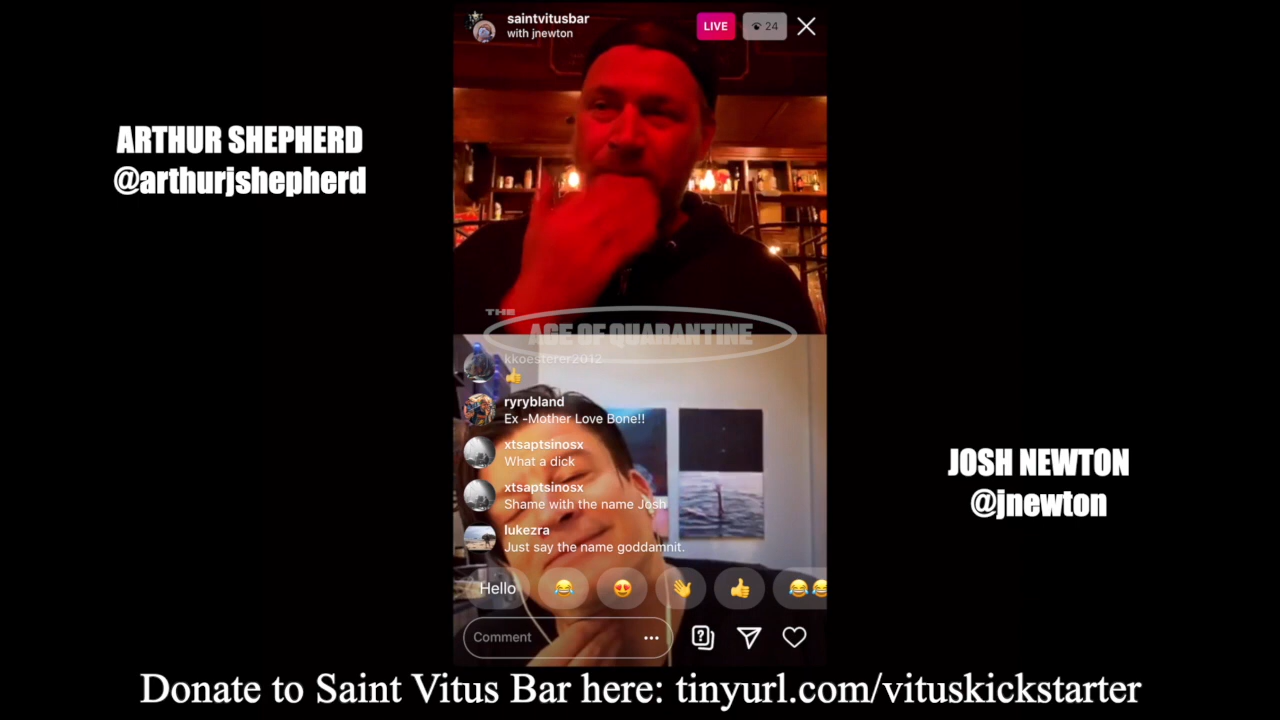 saintvitusbar
with jnewton
LIVE
24
ARTHUR SHEPHERD
@arthurjshepherd
THE
AGE OF QUARANTINE
kkoesterer2012
👍
ryrybland
Ex -Mother Love Bone!!
xtsaptsinosx
What a dick
xtsaptsinosx
Shame with the name Josh
lukezra
Just say the name goddamnit.
JOSH NEWTON
@jnewton
Hello 😂 😍 👋 👍 😂😂
Comment ...
Donate to Saint Vitus Bar here: tinyurl.com/vituskickstarter